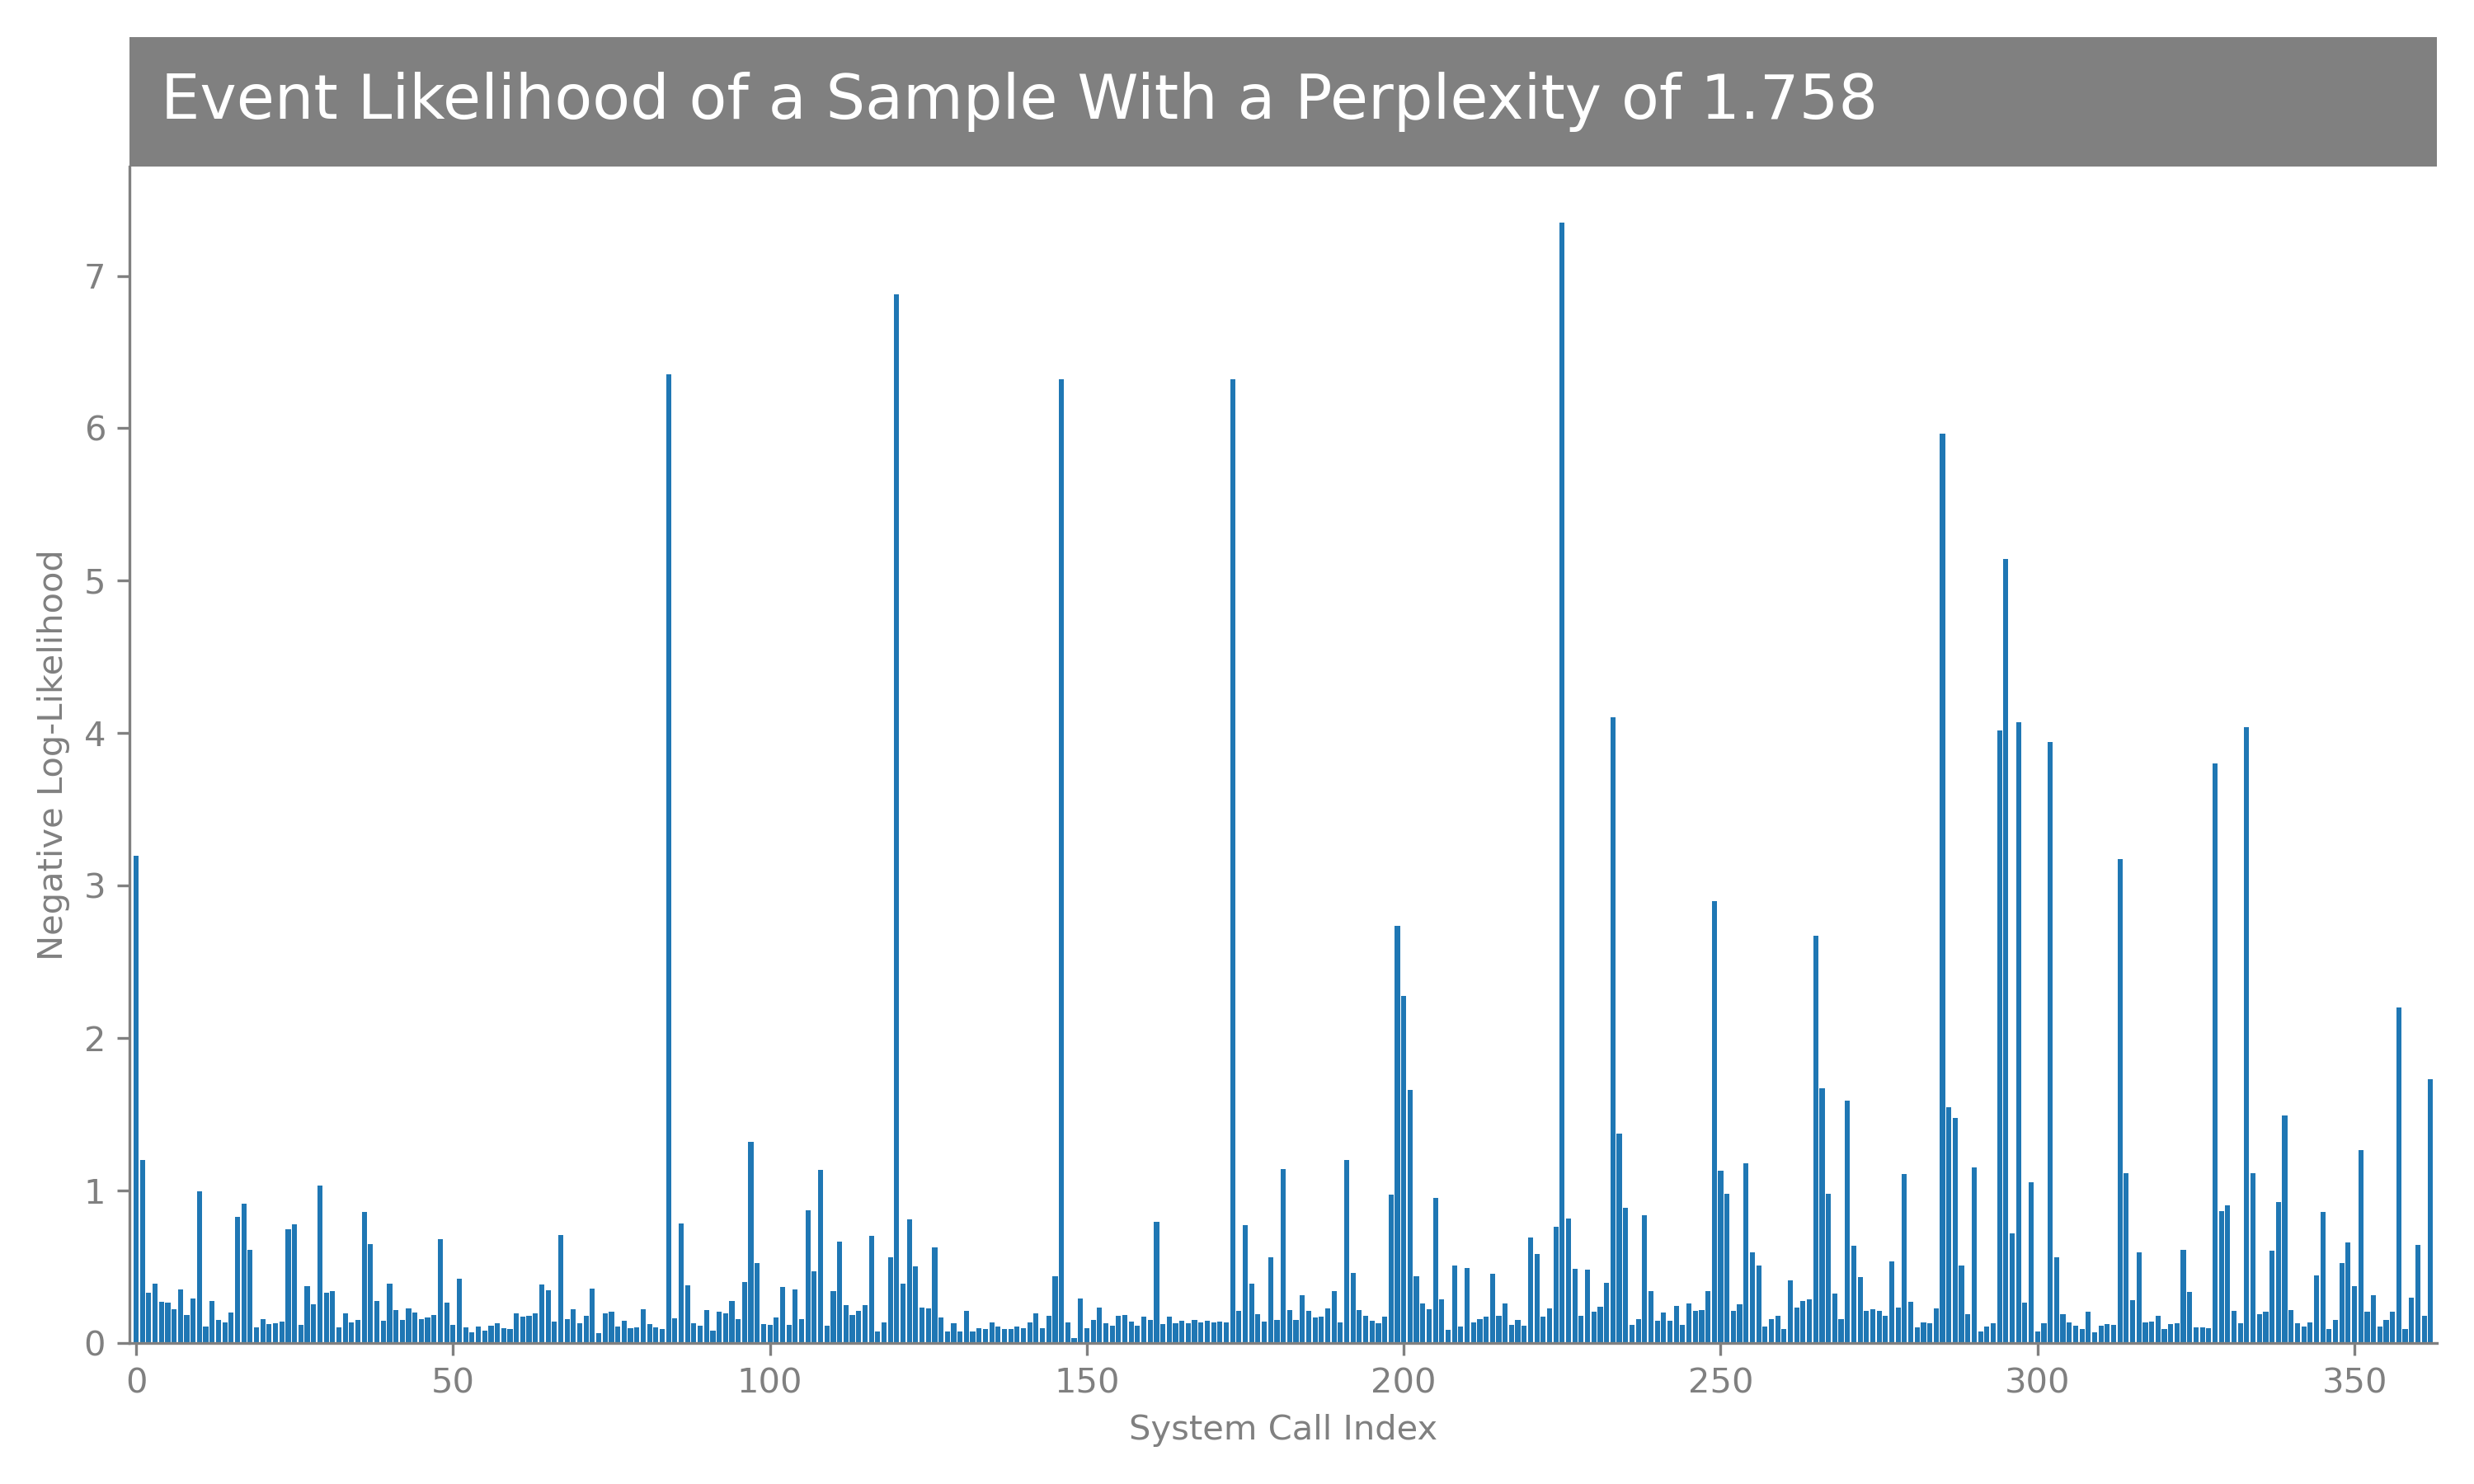 Event Likelihood of a Sample With a Perplexity of 1.758
Negative Log-Likelihood
7
6
5
4
3
2
1
0
0 50 100 150 200 250 300 350
System Call Index